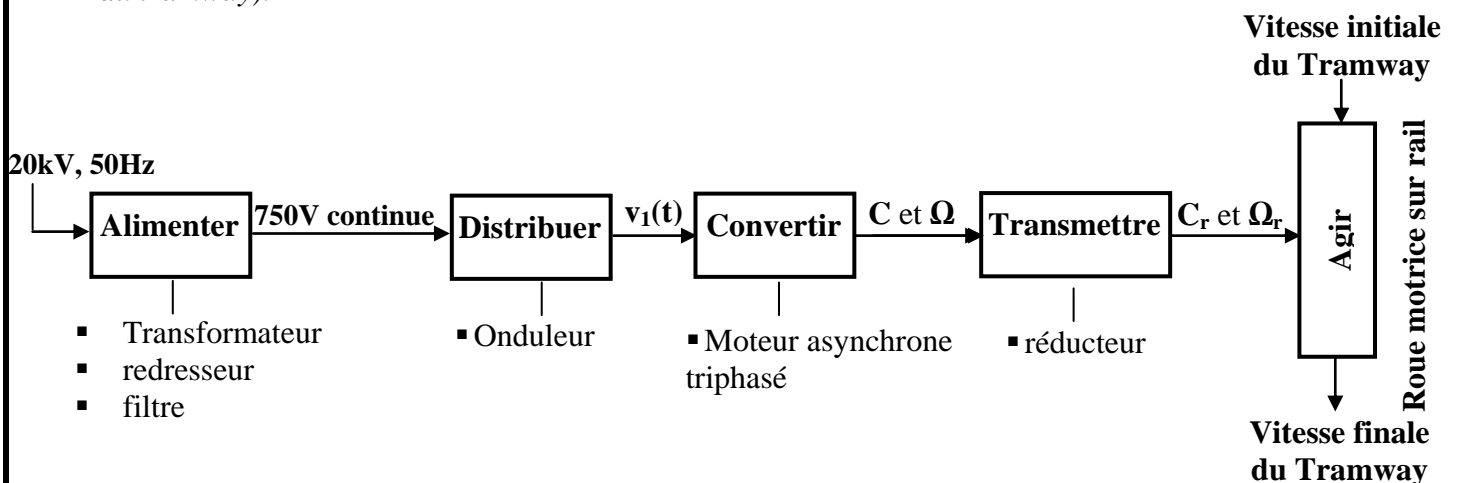 Vitesse initiale
du Tramway
20kV, 50Hz
Alimenter
750V continue
Distribuer
v₁(t)
Convertir
C et Ω
Transmettre
Cᵣ et Ωᵣ
Agir
Roue motrice sur rail
▪ Transformateur
▪ redresseur
▪ filtre
▪ Onduleur
▪ Moteur asynchrone
triphasé
▪ réducteur
Vitesse finale
du Tramway